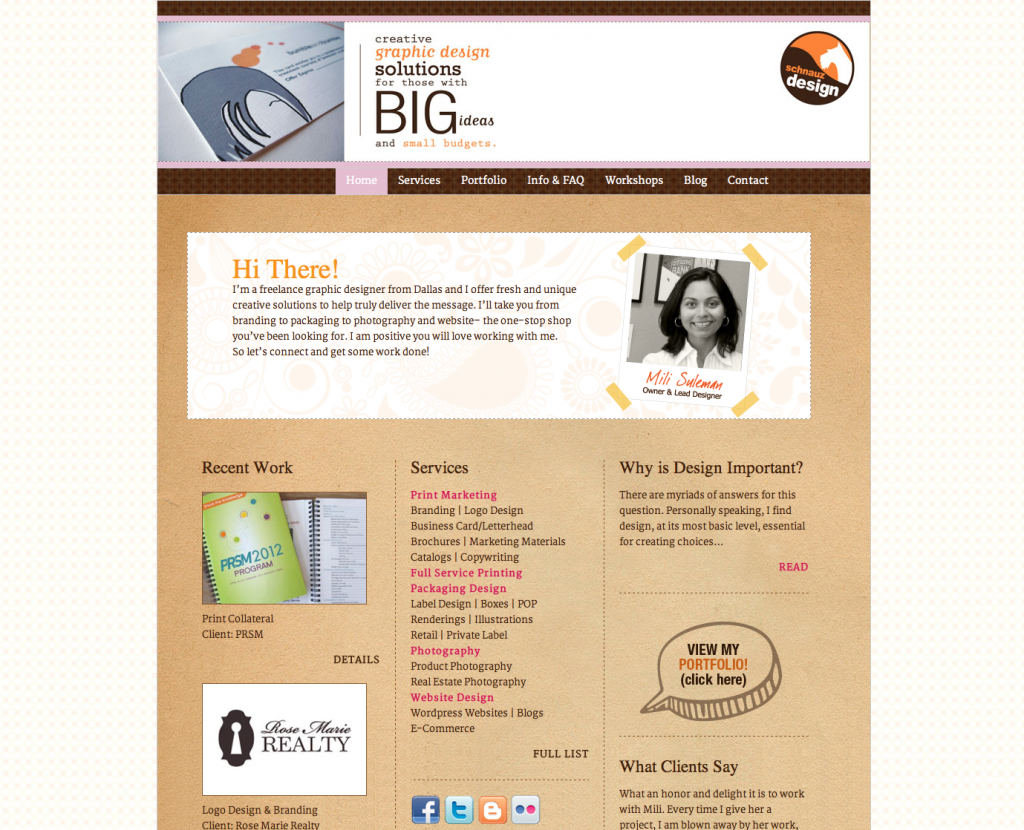 creative
graphic design
solutions
for those with
BIG ideas
and small budgets.
schnauz
design
Home Services Portfolio Info & FAQ Workshops Blog Contact
Hi There!
I'm a freelance graphic designer from Dallas and I offer fresh and unique
creative solutions to help truly deliver the message. I'll take you from
branding to packaging to photography and website– the one-stop shop
you've been looking for. I am positive you will love working with me.
So let's connect and get some work done!
Mili Suleman
Owner & Lead Designer
Recent Work
PRSM2012
PROGRAM
Print Collateral
Client: PRSM
DETAILS
Rose Marie
REALTY
Logo Design & Branding
Client: Rose Marie Realty
Services
Print Marketing
Branding | Logo Design
Business Card/Letterhead
Brochures | Marketing Materials
Catalogs | Copywriting
Full Service Printing
Packaging Design
Label Design | Boxes | POP
Renderings | Illustrations
Retail | Private Label
Photography
Product Photography
Real Estate Photography
Website Design
Wordpress Websites | Blogs
E-Commerce
FULL LIST
Why is Design Important?
There are myriads of answers for this
question. Personally speaking, I find
design, at its most basic level, essential
for creating choices...
READ
VIEW MY
PORTFOLIO!
(click here)
What Clients Say
What an honor and delight it is to work
with Mili. Every time I give her a
project, I am blown away by her work,